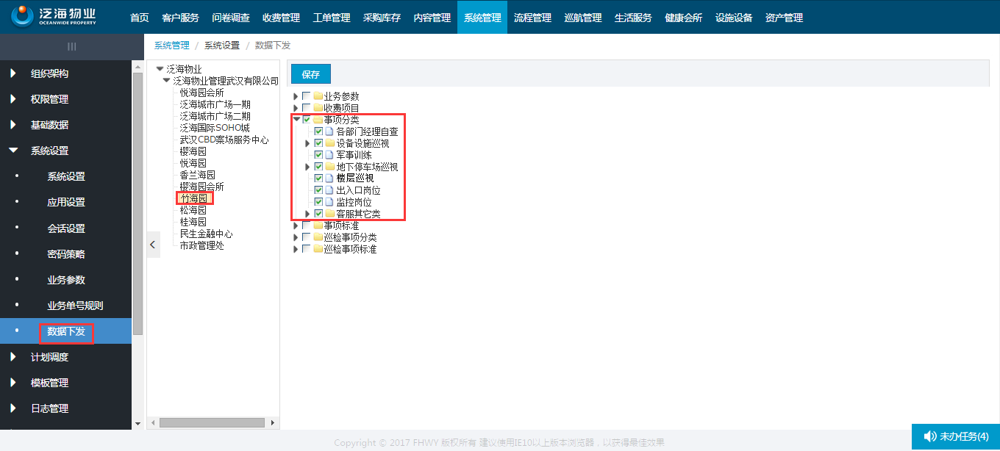 泛海物业
OCEANWIDE PROPERTY
首页 客户服务 问卷调查 收费管理 工单管理 采购库存 内容管理 系统管理 流程管理 巡航管理 生活服务 健康会所 设施设备 资产管理
系统管理 / 系统设置 / 数据下发
组织架构
权限管理
基础数据
系统设置
系统设置
应用设置
会话设置
密码策略
业务参数
业务单号规则
数据下发
计划调度
模板管理
日志管理
泛海物业
泛海物业管理武汉有限公司
悦海园会所
泛海城市广场一期
泛海城市广场二期
泛海国际SOHO城
武汉CBD案场服务中心
樱海园
悦海园
香兰海园
樱海园会所
竹海园
松海园
桂海园
民生金融中心
市政管理处
保存
业务参数
收费项目
事项分类
各部门经理自查
设备设施巡视
军事训练
地下停车场巡视
楼层巡视
出入口岗位
监控岗位
客服其它类
事项标准
巡检事项分类
巡检事项标准
Copyright © 2017 FHWY 版权所有 建议使用IE10以上版本浏览器，以获得最佳效果
未办任务(4)